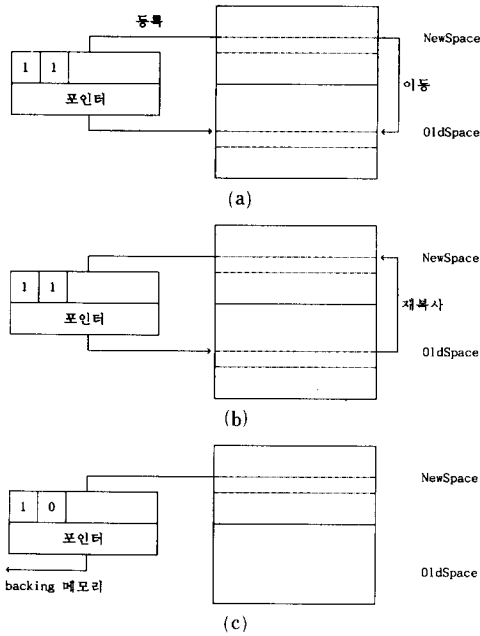 등록
NewSpace
1 1
포인터
이동
OldSpace
(a)
NewSpace
1 1
포인터
재복사
OldSpace
(b)
NewSpace
1 0
포인터
OldSpace
backing 메모리
(c)